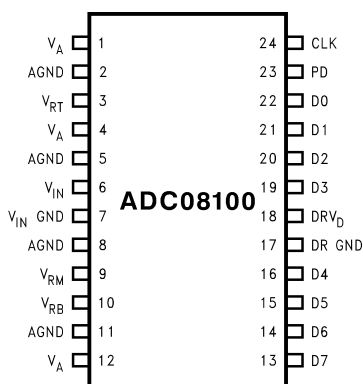 V_A 1 24 CLK
AGND 2 23 PD
V_RT 3 22 D0
V_A 4 21 D1
AGND 5 20 D2
V_IN 6 19 D3
ADC08100
V_IN GND 7 18 DRV_D
AGND 8 17 DR GND
V_RM 9 16 D4
V_RB 10 15 D5
AGND 11 14 D6
V_A 12 13 D7